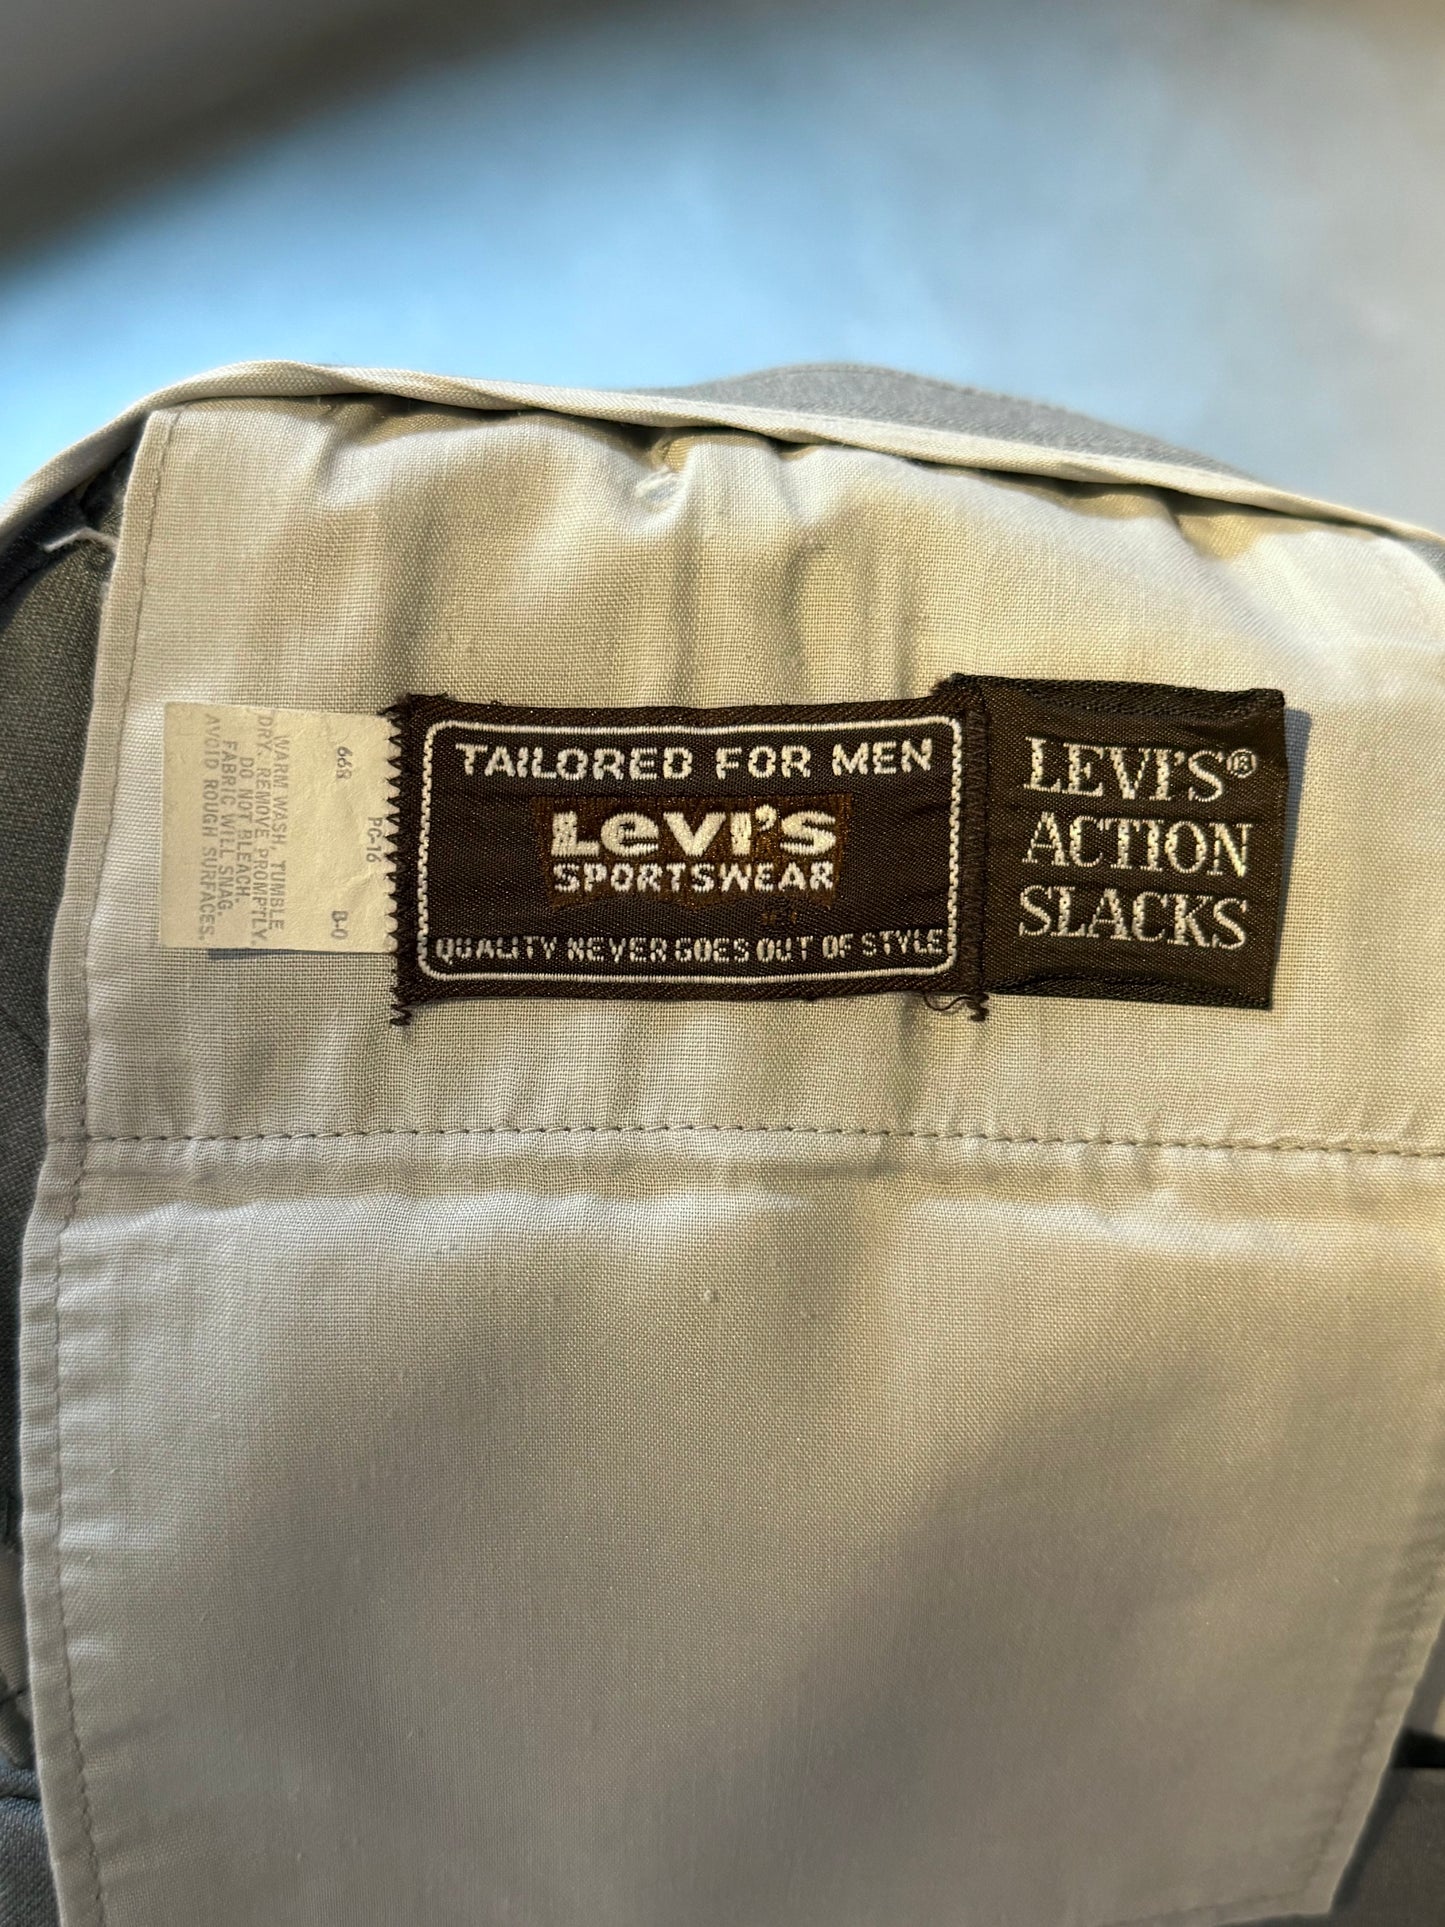 668 PC-16 B-0
WARM WASH, TUMBLE
DRY. REMOVE PROMPTLY.
DO NOT BLEACH.
FABRIC WILL SNAG.
AVOID ROUGH SURFACES.
TAILORED FOR MEN
LEVI'S
SPORTSWEAR
QUALITY NEVER GOES OUT OF STYLE
LEVI'S®
ACTION
SLACKS